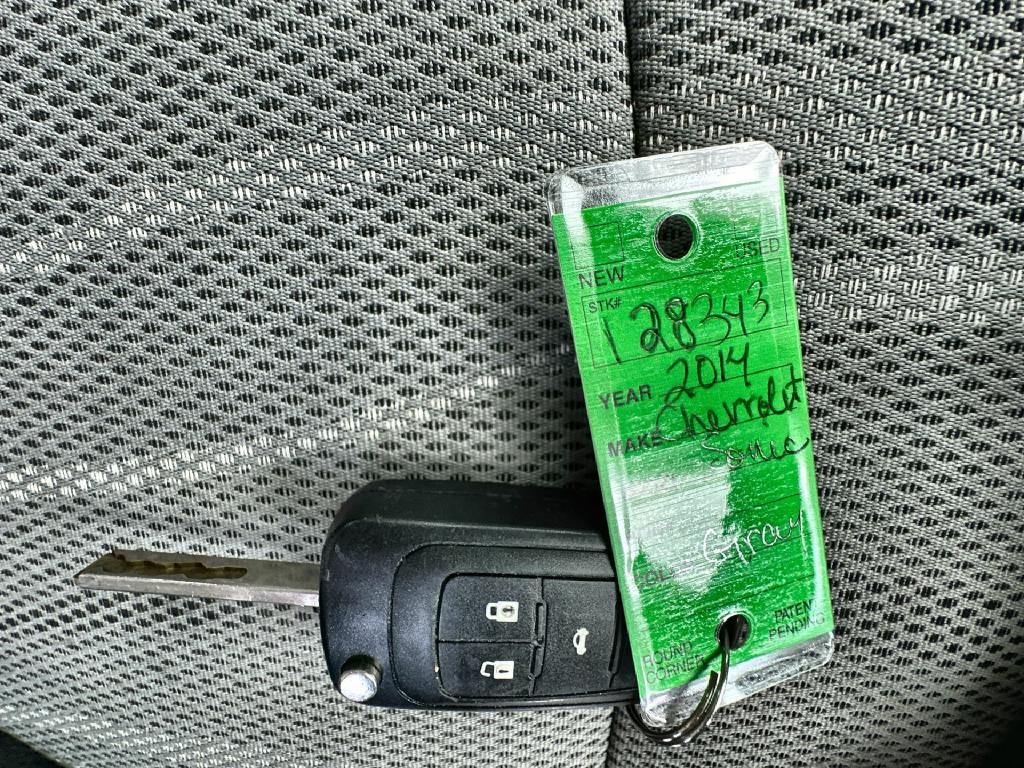 NEW USED
STK#
128343
YEAR 2014
MAKE Chevrolet
Sonic
Gray
ROUND PATENT
CORNER PENDING